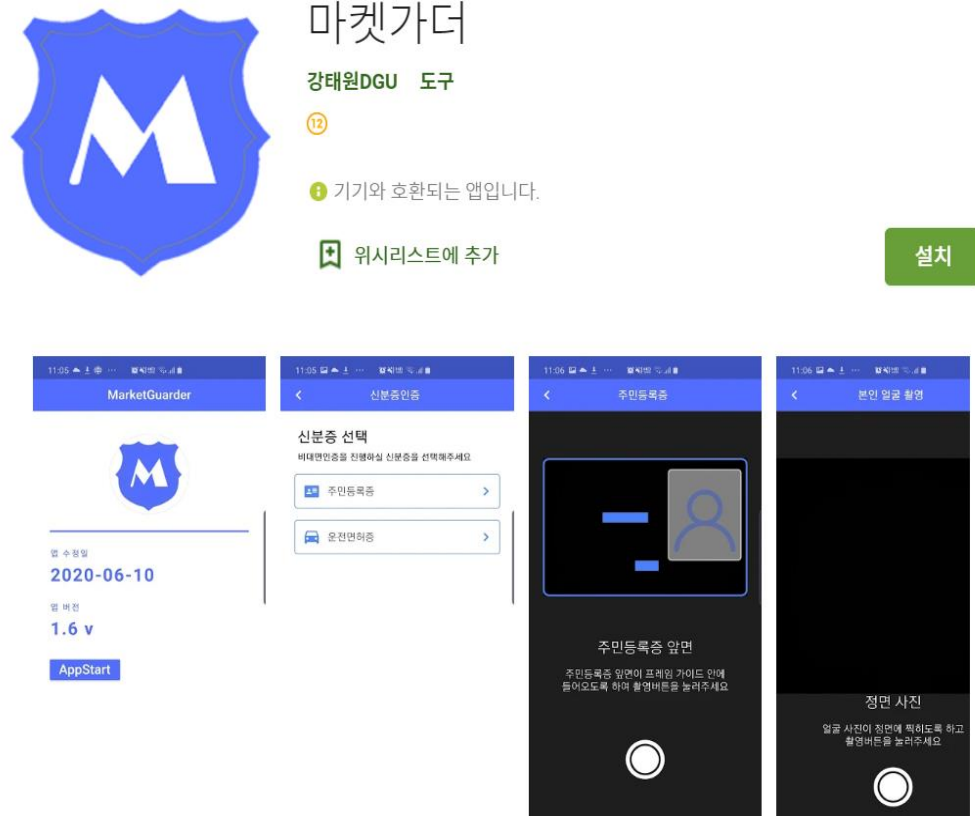 마켓가더
강태원DGU 도구
12
기기와 호환되는 앱입니다.
위시리스트에 추가
설치
11:05
MarketGuarder
M
앱 수정일
2020-06-10
앱 버전
1.6 v
AppStart
11:05
신분증인증
신분증 선택
비대면인증을 진행하실 신분증을 선택해주세요
주민등록증
운전면허증
11:06
주민등록증
주민등록증 앞면
주민등록증 앞면이 프레임 가이드 안에
들어오도록 하여 촬영버튼을 눌러주세요
11:06
본인 얼굴 촬영
정면 사진
얼굴 사진이 정면에 찍히도록 하고
촬영버튼을 눌러주세요